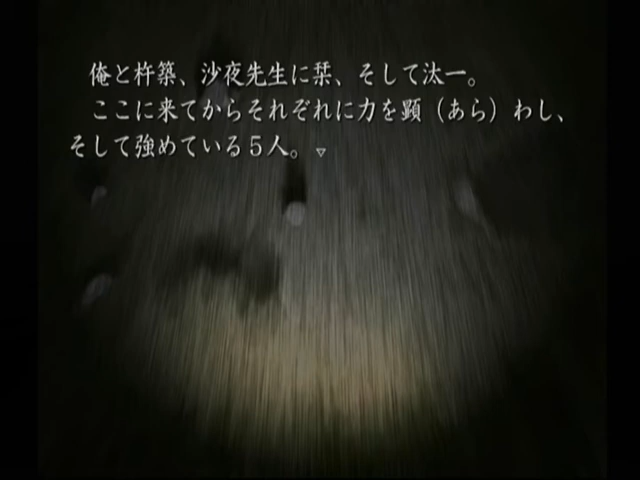 俺と杵築、沙夜先生に栞、そして汰一。
ここに来てからそれぞれに力を顕（あら）わし、
そして強めている５人。▽